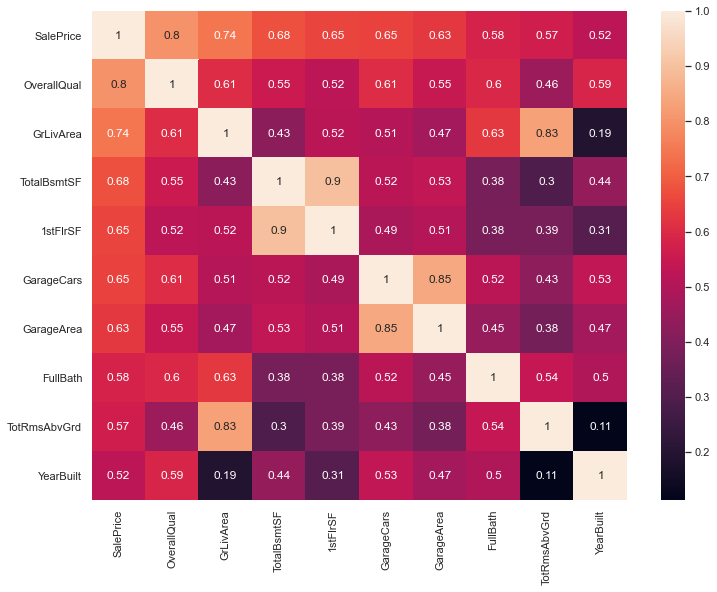 SalePrice 1 0.8 0.74 0.68 0.65 0.65 0.63 0.58 0.57 0.52
OverallQual 0.8 1 0.61 0.55 0.52 0.61 0.55 0.6 0.46 0.59
GrLivArea 0.74 0.61 1 0.43 0.52 0.51 0.47 0.63 0.83 0.19
TotalBsmtSF 0.68 0.55 0.43 1 0.9 0.52 0.53 0.38 0.3 0.44
1stFlrSF 0.65 0.52 0.52 0.9 1 0.49 0.51 0.38 0.39 0.31
GarageCars 0.65 0.61 0.51 0.52 0.49 1 0.85 0.52 0.43 0.53
GarageArea 0.63 0.55 0.47 0.53 0.51 0.85 1 0.45 0.38 0.47
FullBath 0.58 0.6 0.63 0.38 0.38 0.52 0.45 1 0.54 0.5
TotRmsAbvGrd 0.57 0.46 0.83 0.3 0.39 0.43 0.38 0.54 1 0.11
YearBuilt 0.52 0.59 0.19 0.44 0.31 0.53 0.47 0.5 0.11 1
SalePrice
OverallQual
GrLivArea
TotalBsmtSF
1stFlrSF
GarageCars
GarageArea
FullBath
TotRmsAbvGrd
YearBuilt
1.0
0.9
0.8
0.7
0.6
0.5
0.4
0.3
0.2